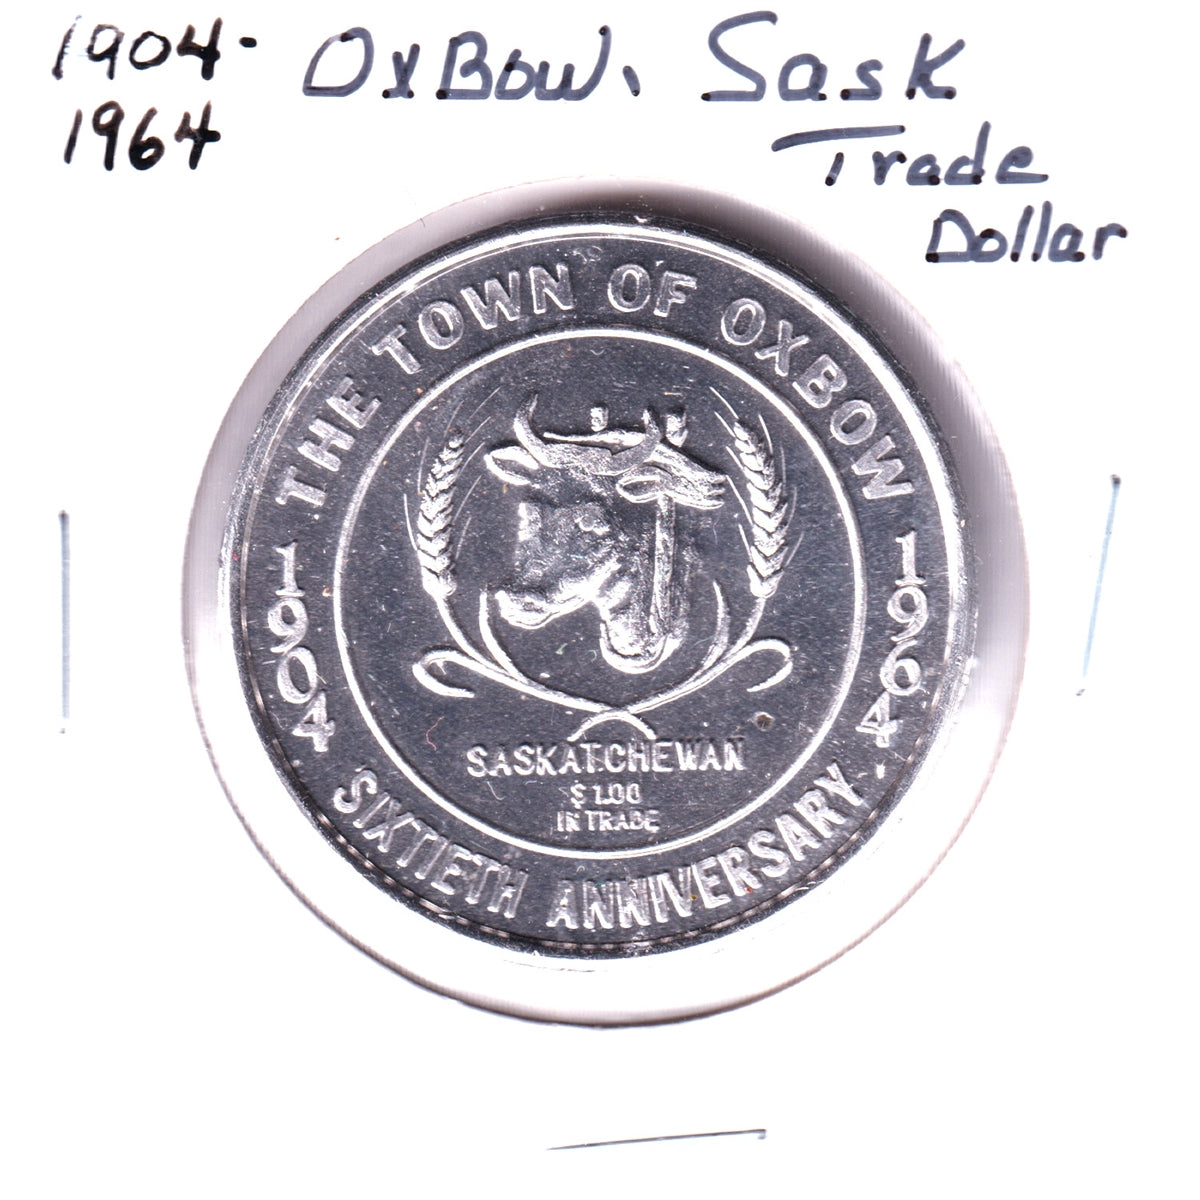 1904-
1964
OxBow, Sask
Trade
Dollar
THE TOWN OF OXBOW
1904
1964
SASKATCHEWAN
$1.00
IN TRADE
SIXTIETH ANNIVERSARY